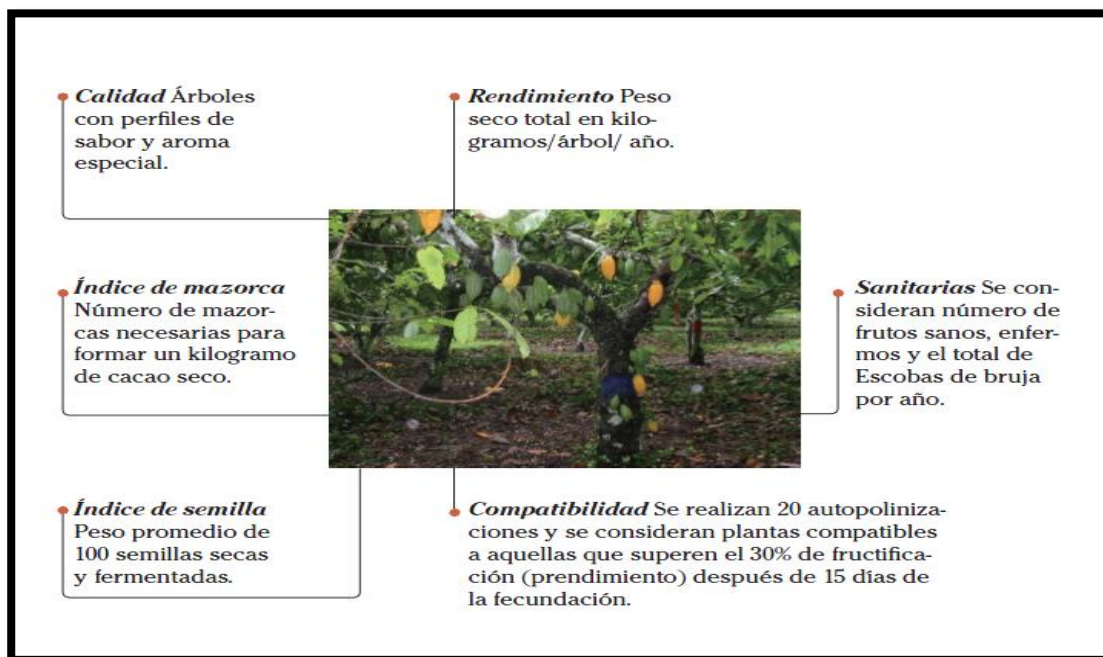 Calidad Árboles
con perfiles de
sabor y aroma
especial.
Rendimiento Peso
seco total en kilo-
gramos/árbol/ año.
Índice de mazorca
Número de mazor-
cas necesarias para
formar un kilogramo
de cacao seco.
Sanitarias Se con-
sideran número de
frutos sanos, enfer-
mos y el total de
Escobas de bruja
por año.
Índice de semilla
Peso promedio de
100 semillas secas
y fermentadas.
Compatibilidad Se realizan 20 autopoliniza-
ciones y se consideran plantas compatibles
a aquellas que superen el 30% de fructifica-
ción (prendimiento) después de 15 días de
la fecundación.